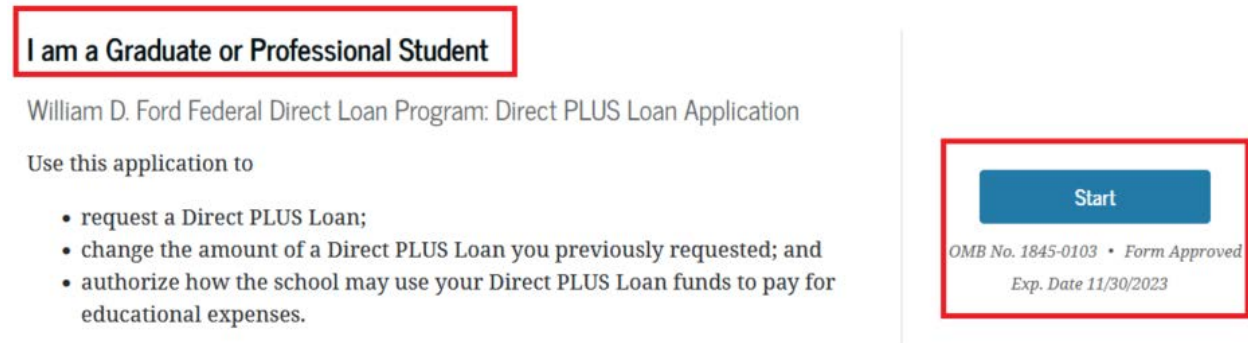 I am a Graduate or Professional Student
William D. Ford Federal Direct Loan Program: Direct PLUS Loan Application
Use this application to
• request a Direct PLUS Loan;
• change the amount of a Direct PLUS Loan you previously requested; and
• authorize how the school may use your Direct PLUS Loan funds to pay for
educational expenses.
Start
OMB No. 1845-0103 • Form Approved
Exp. Date 11/30/2023